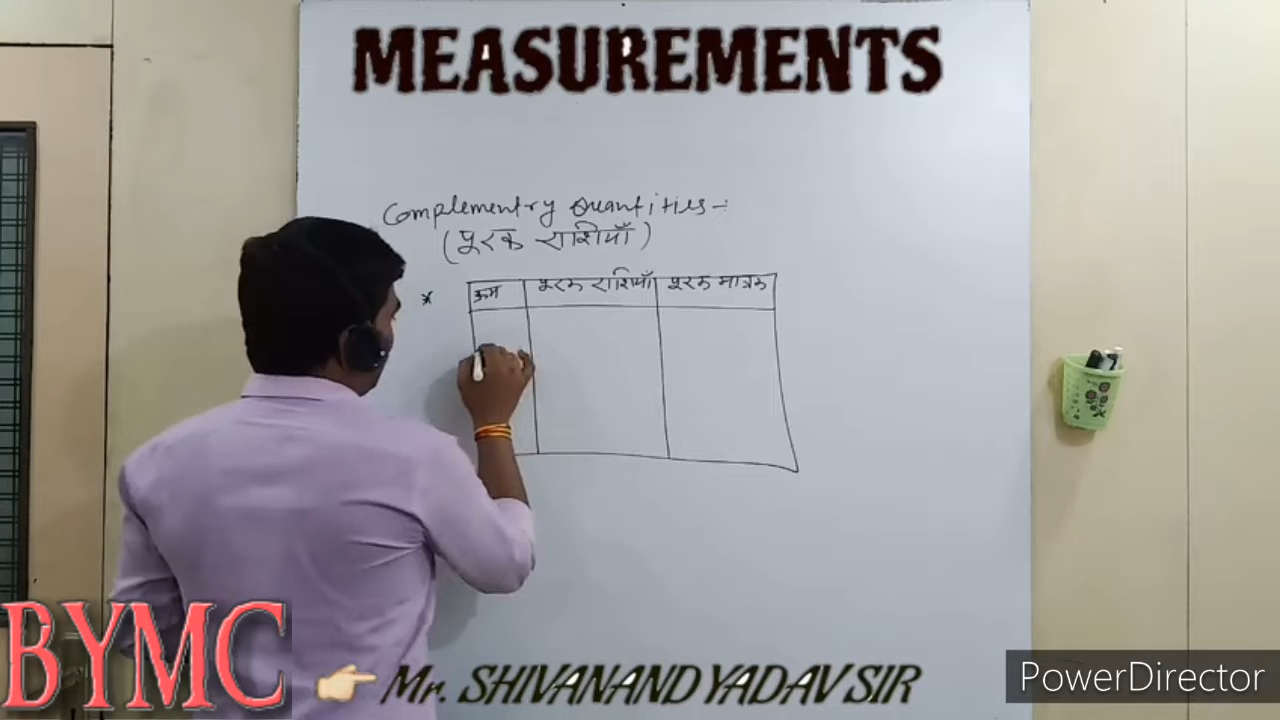 MEASUREMENTS
Complementry Quantities -:
(पूरक राशियाँ)
* क्रम पूरक राशियाँ पूरक मात्रक
BYMC
Mr. SHIVANAND YADAV SIR
PowerDirector